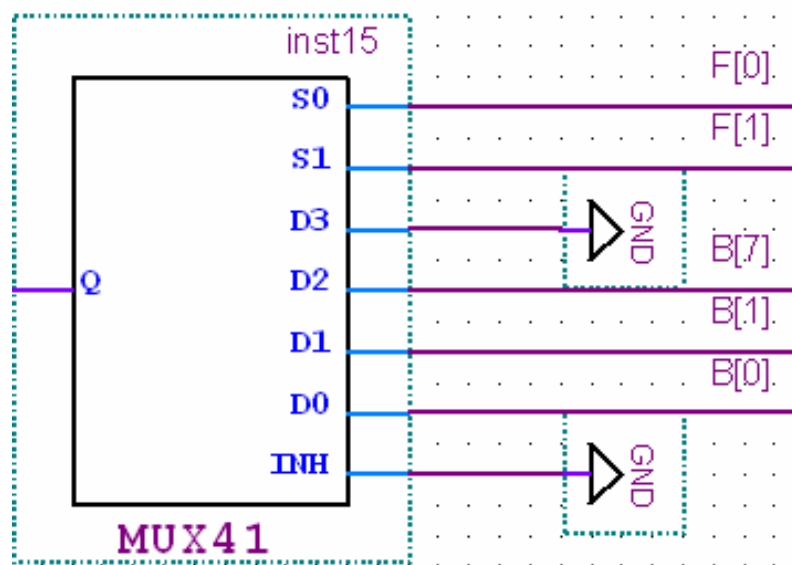 inst15
S0 F[0].
S1 F[1].
D3 GND
Q D2 B[7].
D1 B[1].
D0 B[0].
INH GND
MUX41